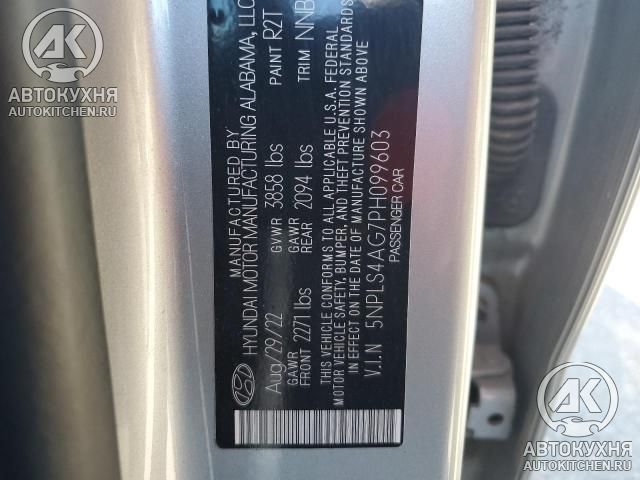 АК
АВТОКУХНЯ
AUTOKITCHEN.RU
MANUFACTURED BY
HYUNDAI MOTOR MANUFACTURING ALABAMA, LLC
Aug/29/22 GVWR 3858 lbs PAINT R2T
GAWR FRONT 2271 lbs GAWR REAR 2094 lbs TRIM NNB
THIS VEHICLE CONFORMS TO ALL APPLICABLE U.S.A. FEDERAL
MOTOR VEHICLE SAFETY, BUMPER, AND THEFT PREVENTION STANDARDS
IN EFFECT ON THE DATE OF MANUFACTURE SHOWN ABOVE
V.I.N 5NPLS4AG7PH099603
PASSENGER CAR
АК
АВТОКУХНЯ
AUTOKITCHEN.RU